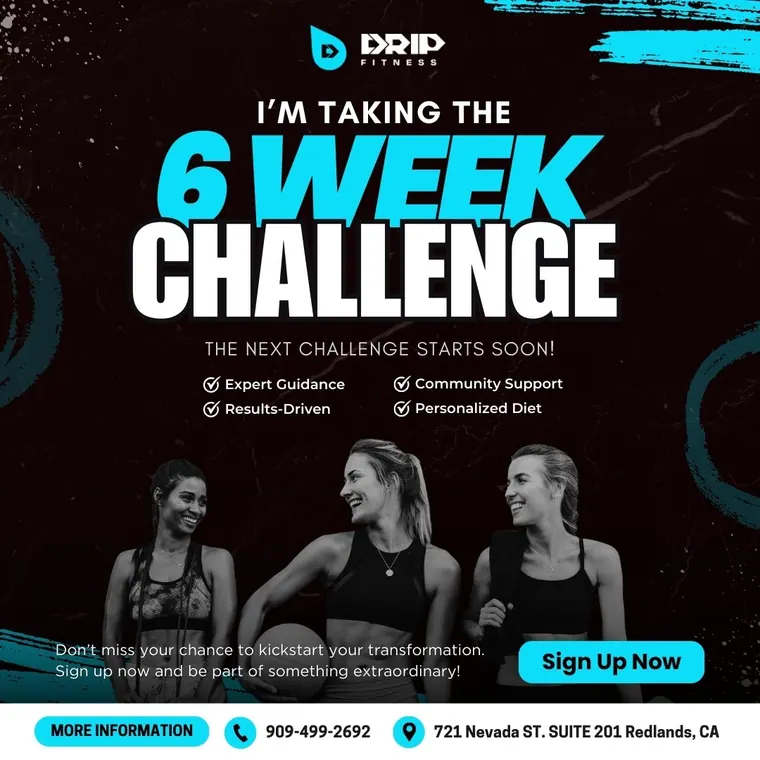 DRIP
FITNESS
I’M TAKING THE
6 WEEK
CHALLENGE
THE NEXT CHALLENGE STARTS SOON!
Expert Guidance
Community Support
Results-Driven
Personalized Diet
Don't miss your chance to kickstart your transformation.
Sign up now and be part of something extraordinary!
Sign Up Now
MORE INFORMATION
909-499-2692
721 Nevada ST. SUITE 201 Redlands, CA